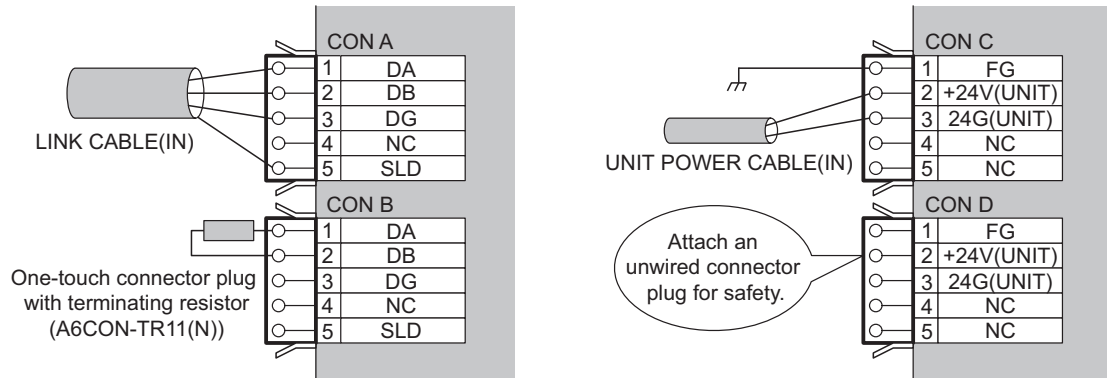 CON A
1 DA
2 DB
3 DG
4 NC
5 SLD
LINK CABLE(IN)
CON B
1 DA
2 DB
3 DG
4 NC
5 SLD
One-touch connector plug
with terminating resistor
(A6CON-TR11(N))
CON C
1 FG
2 +24V(UNIT)
3 24G(UNIT)
4 NC
5 NC
UNIT POWER CABLE(IN)
CON D
1 FG
2 +24V(UNIT)
3 24G(UNIT)
4 NC
5 NC
Attach an
unwired connector
plug for safety.